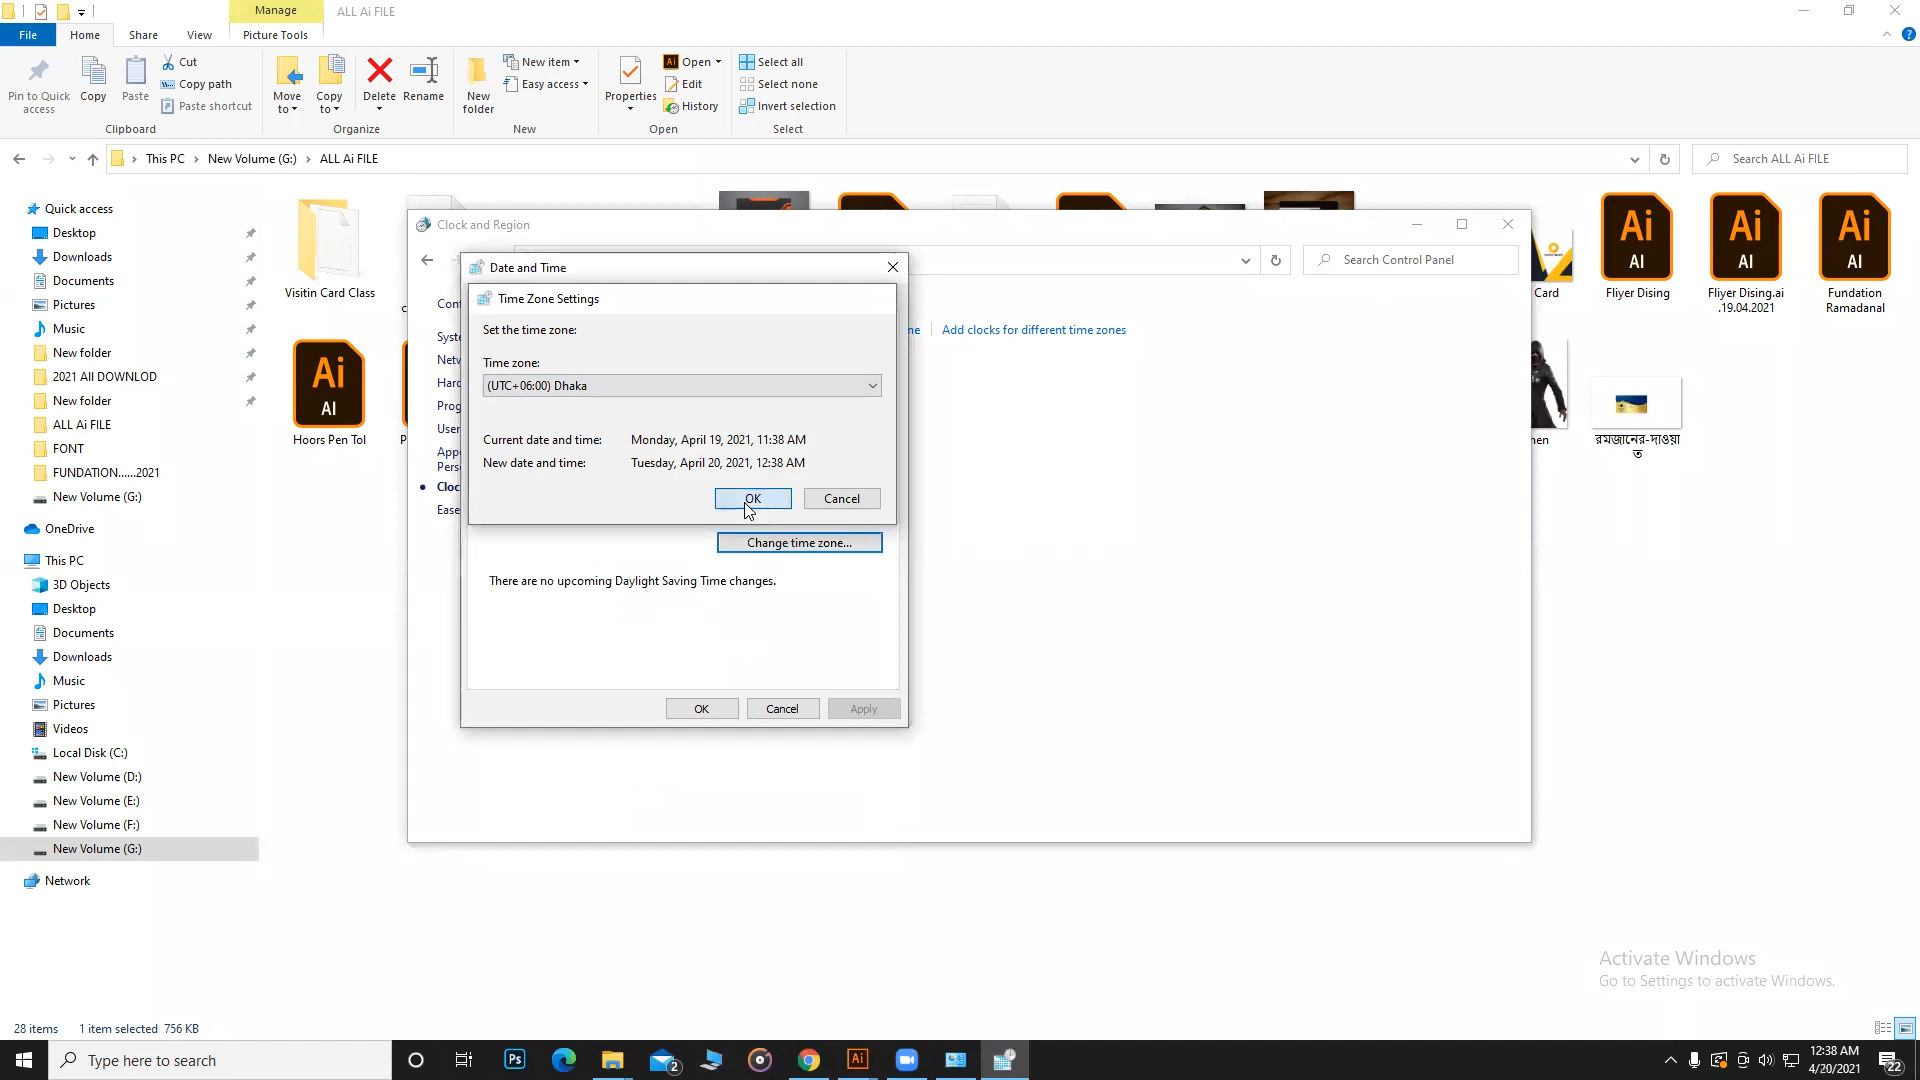 Manage
ALL Ai FILE
File
Home
Share
View
Picture Tools
Pin to Quick
access
Copy
Paste
Cut
Copy path
Paste shortcut
Clipboard
Move
to
Copy
to
Delete
Rename
Organize
New
folder
New item
Easy access
New
Properties
Open
Edit
History
Open
Select all
Select none
Invert selection
Select
This PC
New Volume (G:)
ALL Ai FILE
Search ALL Ai FILE
Quick access
Desktop
Downloads
Documents
Pictures
Music
New folder
2021 All DOWNLOD
New folder
ALL Ai FILE
FONT
FUNDATION......2021
New Volume (G:)
OneDrive
This PC
3D Objects
Desktop
Documents
Downloads
Music
Pictures
Videos
Local Disk (C:)
New Volume (D:)
New Volume (E:)
New Volume (F:)
New Volume (G:)
Network
Visitin Card Class
Card
Ai
AI
Fliyer Dising
Ai
AI
Fliyer Dising.ai
.19.04.2021
Ai
AI
Fundation
Ramadanal
Ai
AI
Hoors Pen Tol
P
nen
রমজানের-দাওয়া
ত
Clock and Region
Search Control Panel
Cont
Syste
Netw
Hard
Prog
User
Appe
Pers
Cloc
Ease
ne
Add clocks for different time zones
Date and Time
Time Zone Settings
Set the time zone:
Time zone:
(UTC+06:00) Dhaka
Current date and time:
Monday, April 19, 2021, 11:38 AM
New date and time:
Tuesday, April 20, 2021, 12:38 AM
OK
Cancel
Change time zone...
There are no upcoming Daylight Saving Time changes.
OK
Cancel
Apply
Activate Windows
Go to Settings to activate Windows.
28 items
1 item selected 756 KB
Type here to search
Ps
2
Ai
12:38 AM
4/20/2021
22